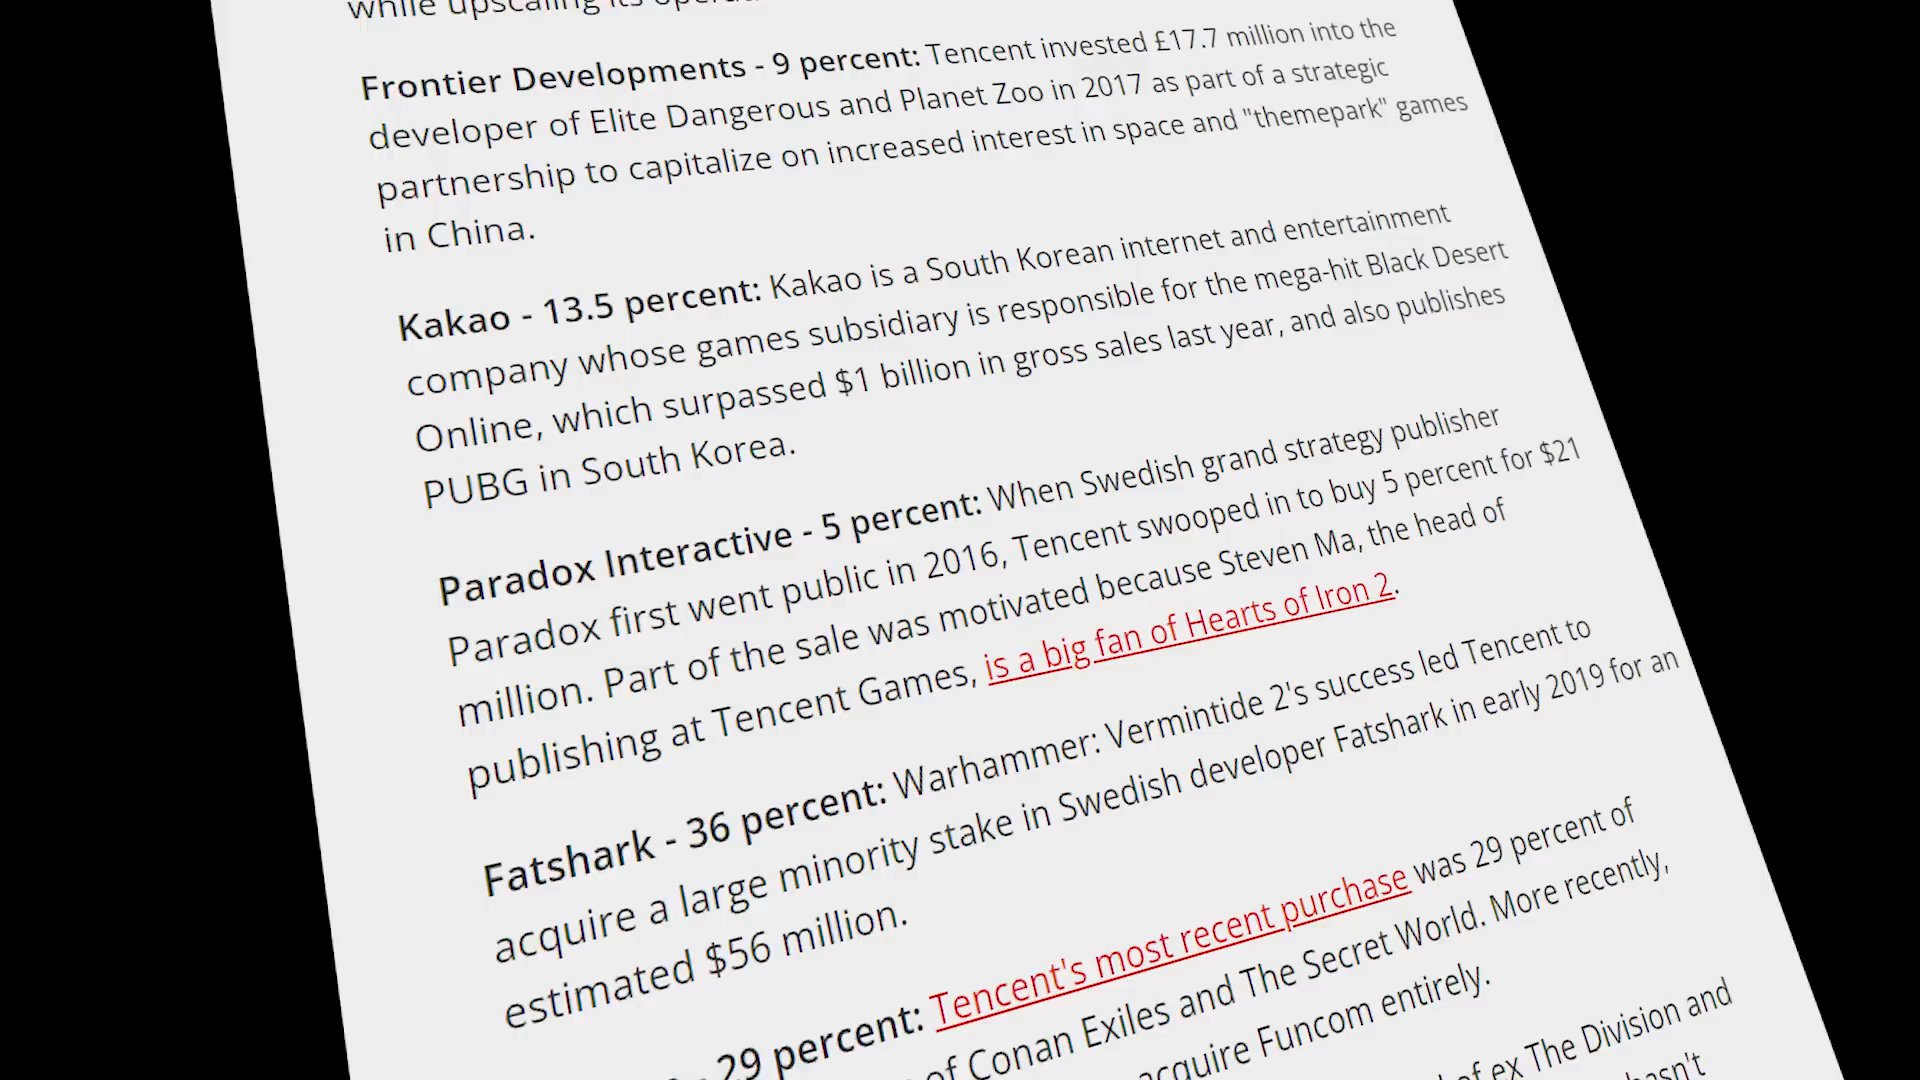 while upscaling its
Frontier Developments - 9 percent: Tencent invested £17.7 million into the
developer of Elite Dangerous and Planet Zoo in 2017 as part of a strategic
partnership to capitalize on increased interest in space and "themepark" games
in China.
Kakao - 13.5 percent: Kakao is a South Korean internet and entertainment
company whose games subsidiary is responsible for the mega-hit Black Desert
Online, which surpassed $1 billion in gross sales last year, and also publishes
PUBG in South Korea.
Paradox Interactive - 5 percent: When Swedish grand strategy publisher
Paradox first went public in 2016, Tencent swooped in to buy 5 percent for $21
million. Part of the sale was motivated because Steven Ma, the head of
publishing at Tencent Games, is a big fan of Hearts of Iron 2.
Fatshark - 36 percent: Warhammer: Vermintide 2's success led Tencent to
acquire a large minority stake in Swedish developer Fatshark in early 2019 for an
estimated $56 million.
- 29 percent: Tencent's most recent purchase was 29 percent of
of Conan Exiles and The Secret World. More recently,
acquire Funcom entirely.
of ex The Division and
hasn't